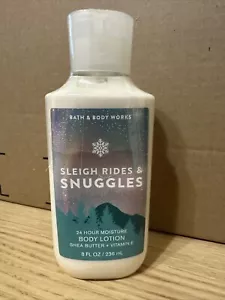 BATH & BODY WORKS
SLEIGH RIDES &
SNUGGLES
24 HOUR MOISTURE
BODY LOTION
SHEA BUTTER + VITAMIN E
8 FL OZ / 236 mL